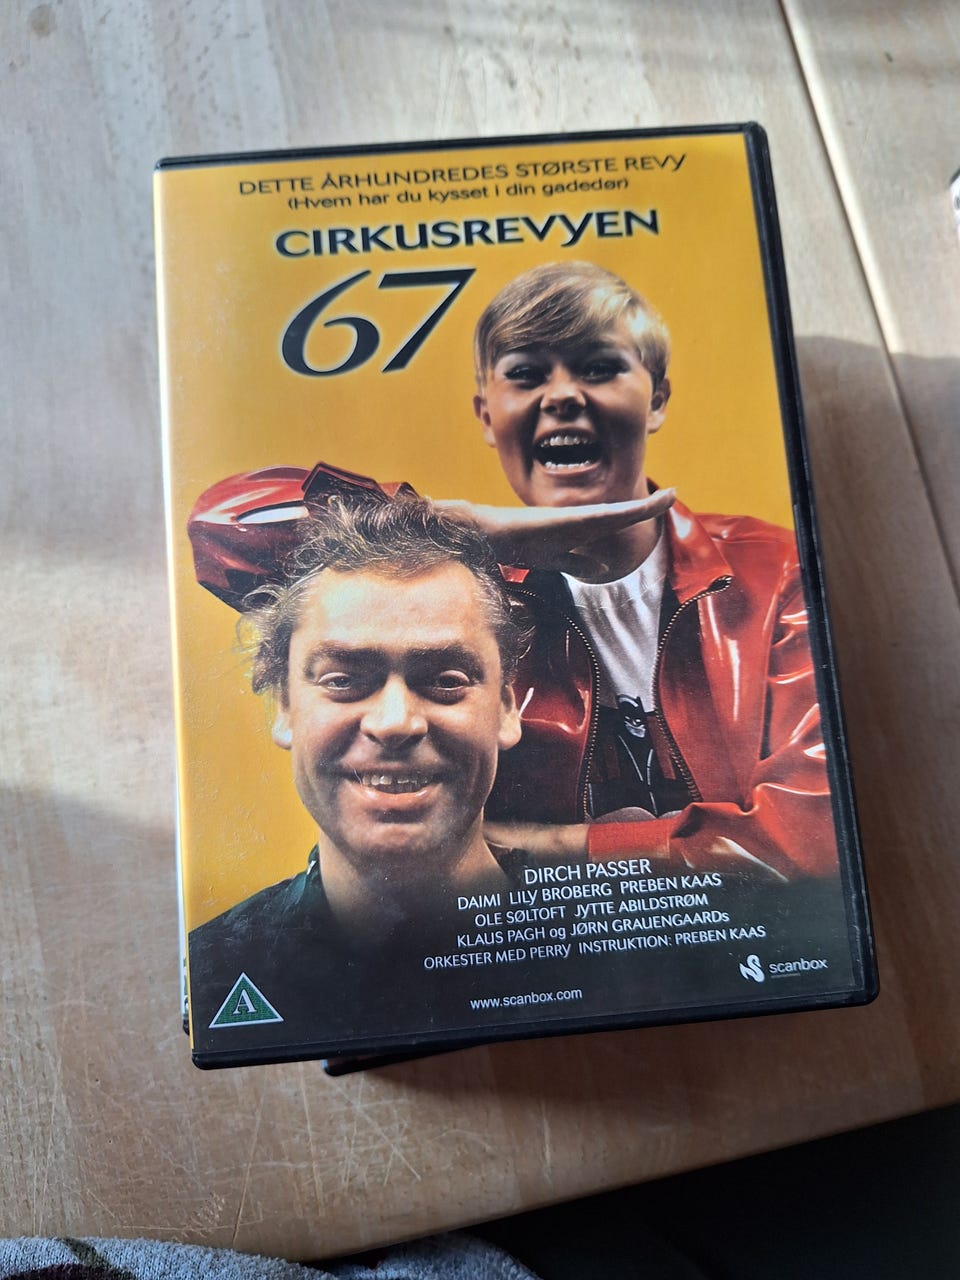 DETTE ÅRHUNDREDES STØRSTE REVY
(Hvem har du kysset i din gadedør)
CIRKUSREVYEN
67
DIRCH PASSER
DAIMI LILY BROBERG PREBEN KAAS
OLE SØLTOFT JYTTE ABILDSTRØM
KLAUS PAGH og JØRN GRAUENGAARDs
ORKESTER MED PERRY INSTRUKTION: PREBEN KAAS
scanbox
www.scanbox.com
A